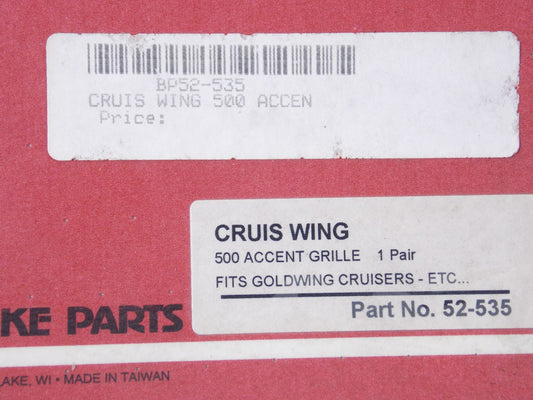 BP52-535
CRUIS WING 500 ACCEN
Price:
CRUIS WING
500 ACCENT GRILLE 1 Pair
FITS GOLDWING CRUISERS - ETC...
Part No. 52-535
KE PARTS
LAKE, WI • MADE IN TAIWAN